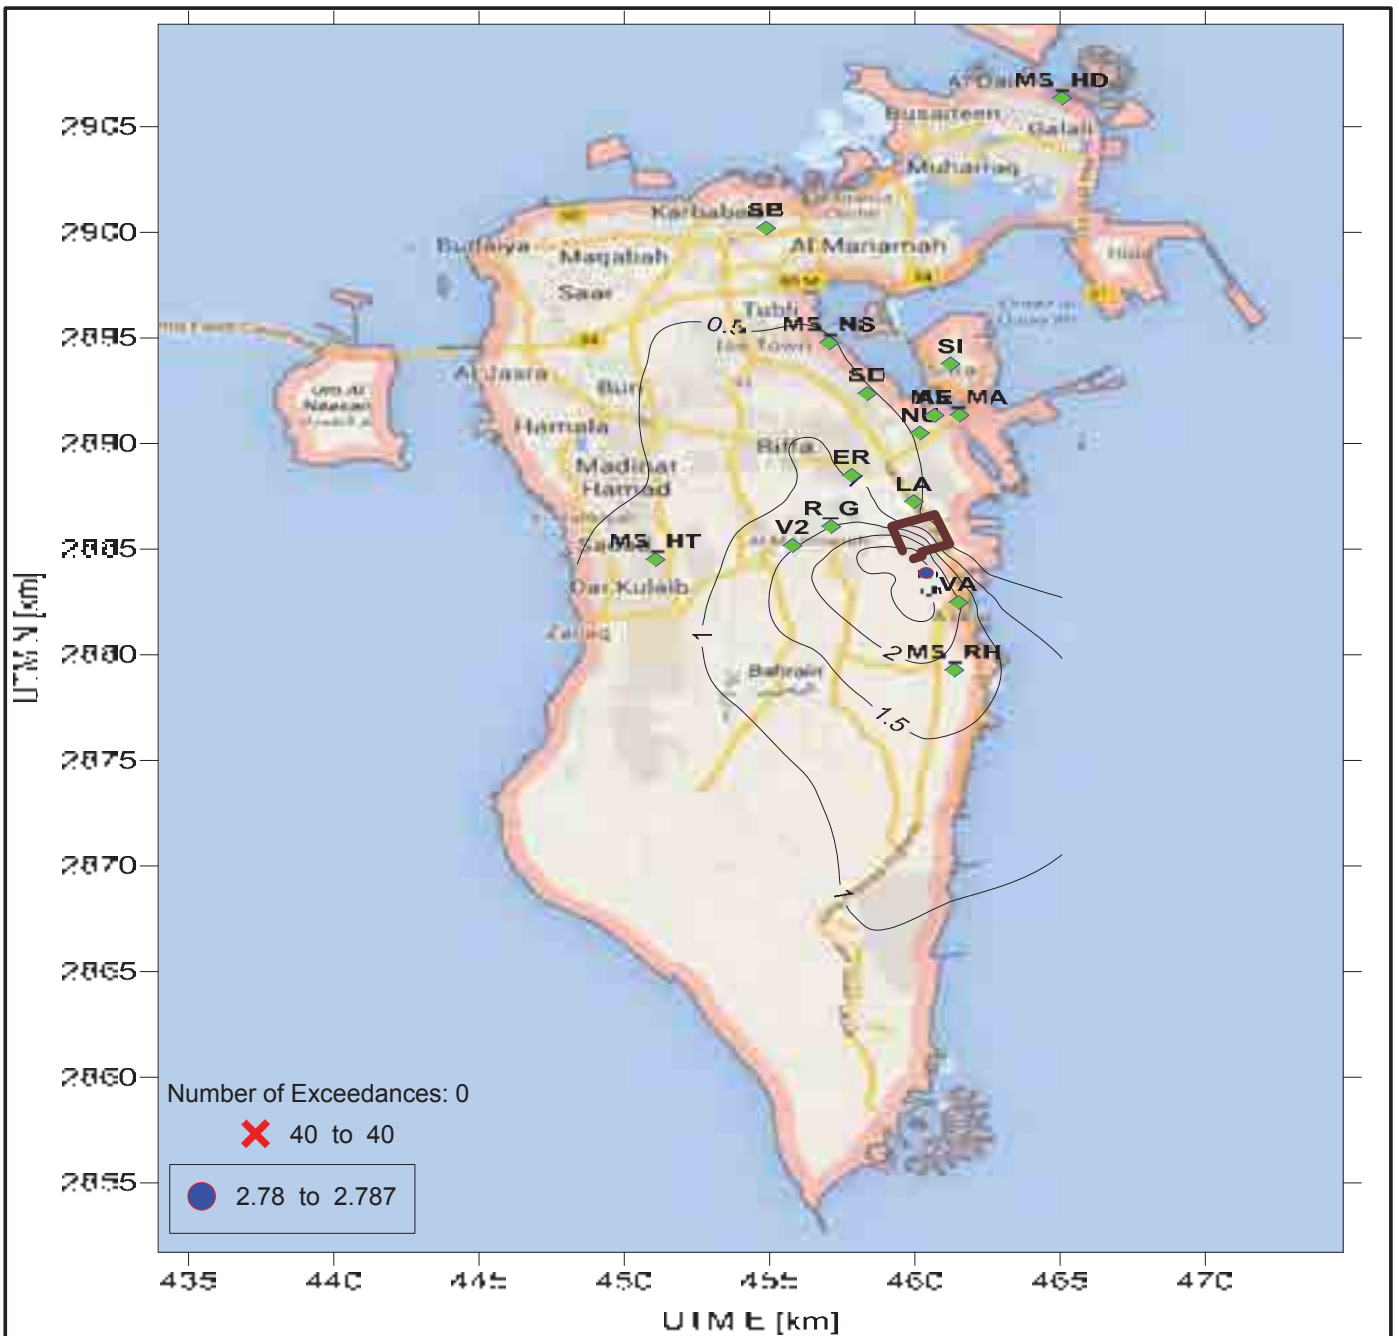 MS_HD
Busaiteen
Galali
Muharraq
2905
Karbabad
SB
2900
Budaiya
Maqabah
Al Manamah
Saar
Tubli
0.5
MS_NS
2895
Isa Town
SI
Al Jasra
Buri
SD
AE_MA
NU
Hamala
2890
Riffa
ER
Madinat
Hamad
LA
R_G
V2
MS_HT
2885
Dar Kulaib
VA
Zallaq
1
2
MS_RH
2880
Bahrain
1.5
2875
2870
1
2865
2860
Number of Exceedances: 0
40 to 40
2855
2.78 to 2.787
435 440 445 450 455 460 465 470
UTM E [km]
UTM N [km]